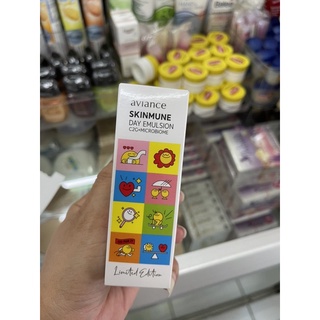 aviance
SKINMUNE
DAY EMULSION
C2G+MICROBIOME
Limited Edition